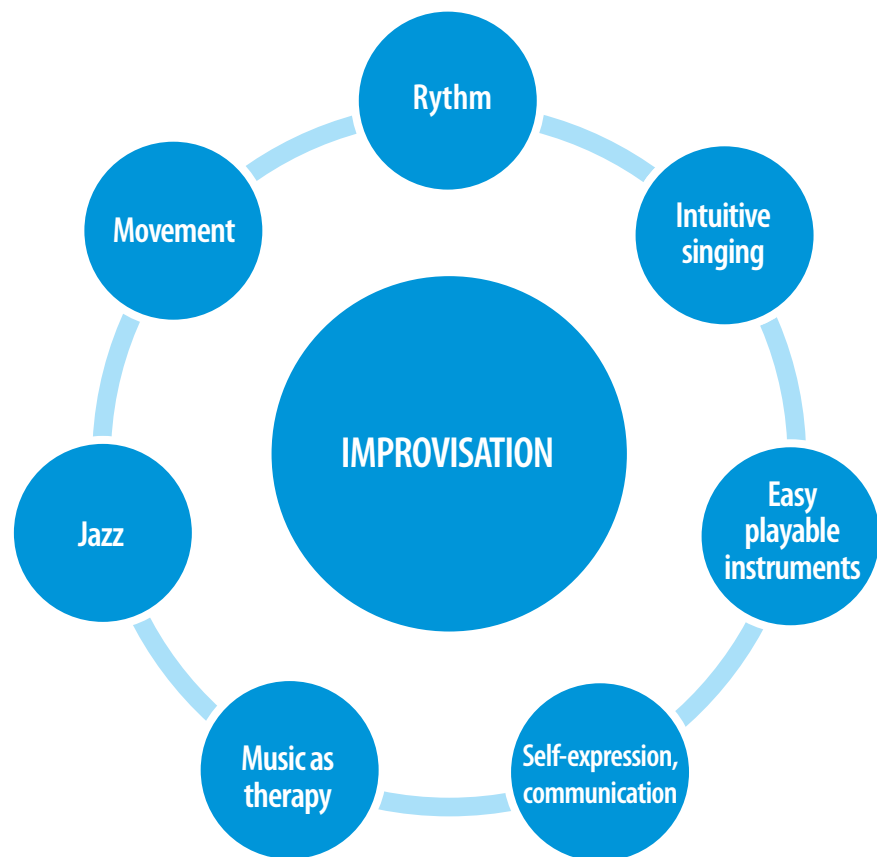 Rythm
Intuitive
singing
Easy
playable
instruments
Self-expression,
communication
Music as
therapy
Jazz
Movement
IMPROVISATION